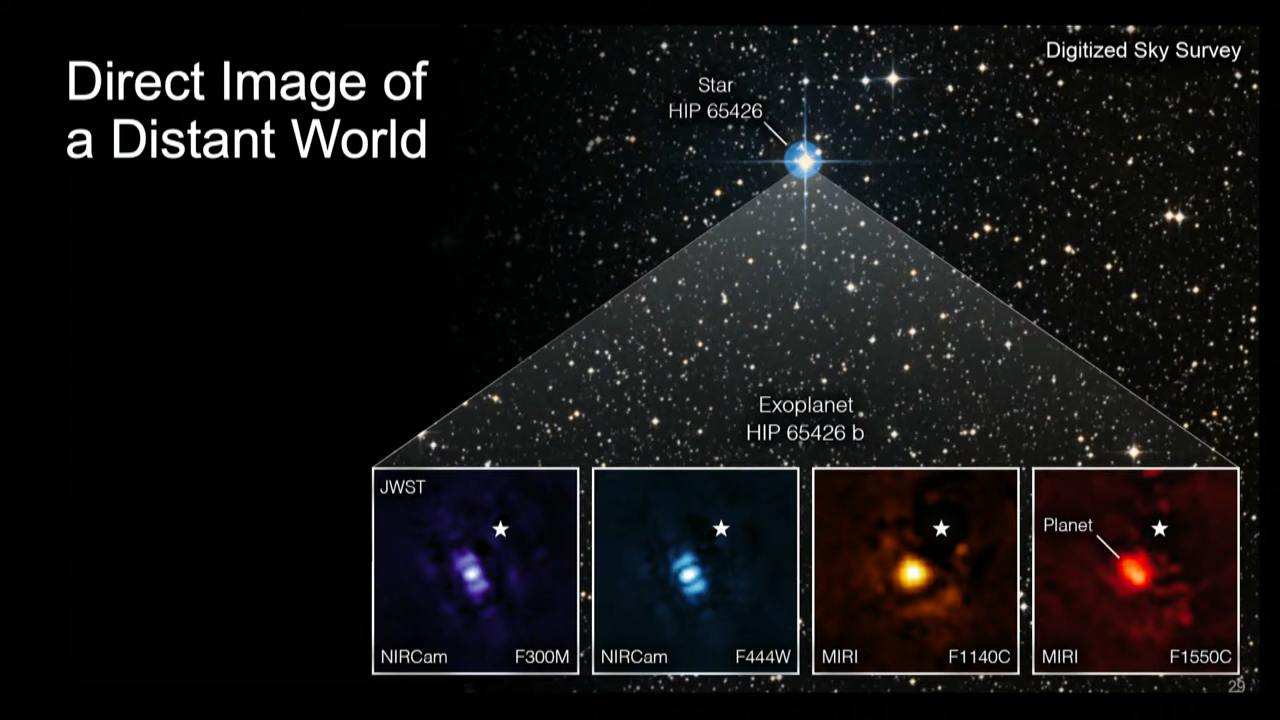 Direct Image of
a Distant World
Digitized Sky Survey
Star
HIP 65426
Exoplanet
HIP 65426 b
JWST
NIRCam F300M
NIRCam F444W
MIRI F1140C
Planet
MIRI F1550C
29